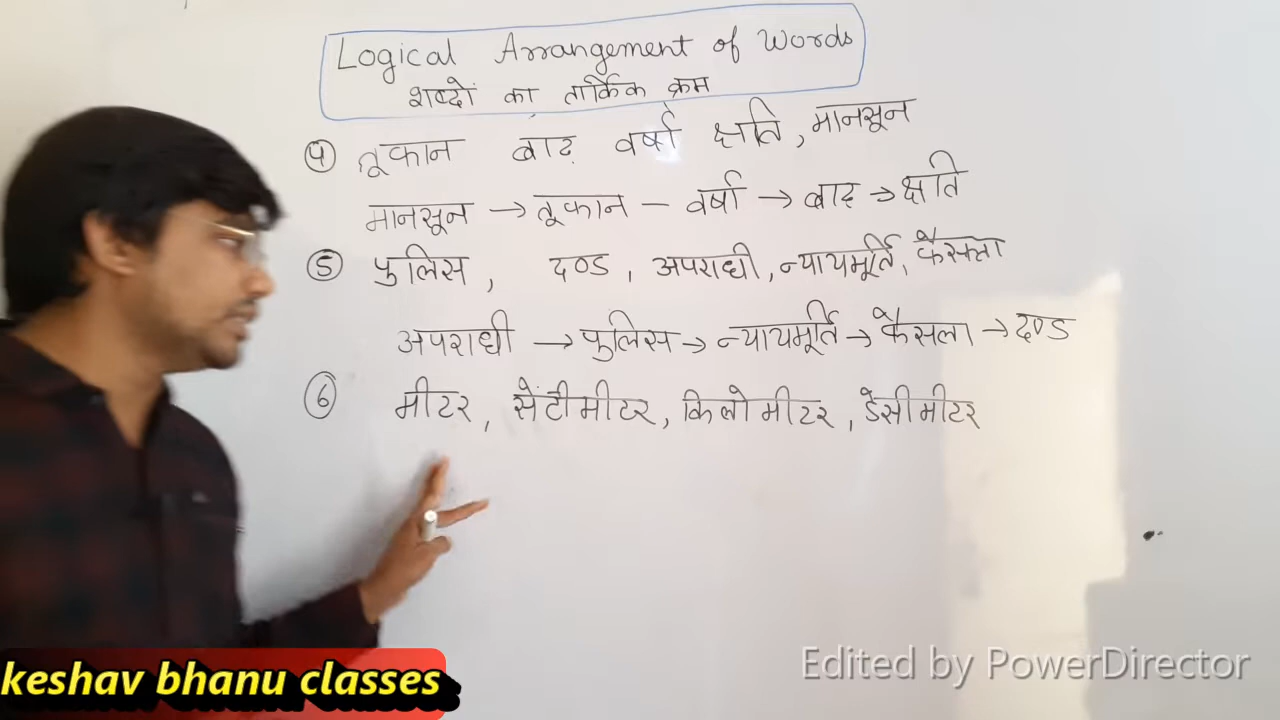 Logical Arrangement of Words
शब्दों का तार्किक क्रम
④ तूफान बाढ़ वर्षा क्षति, मानसून
मानसून → तूफान – वर्षा → बाढ़ → क्षति
⑤ पुलिस, दण्ड, अपराधी, न्यायमूर्ति, फैसला
अपराधी → पुलिस → न्यायमूर्ति → फैसला → दण्ड
⑥ मीटर, सेंटीमीटर, किलोमीटर, डेसीमीटर
keshav bhanu classes
Edited by PowerDirector